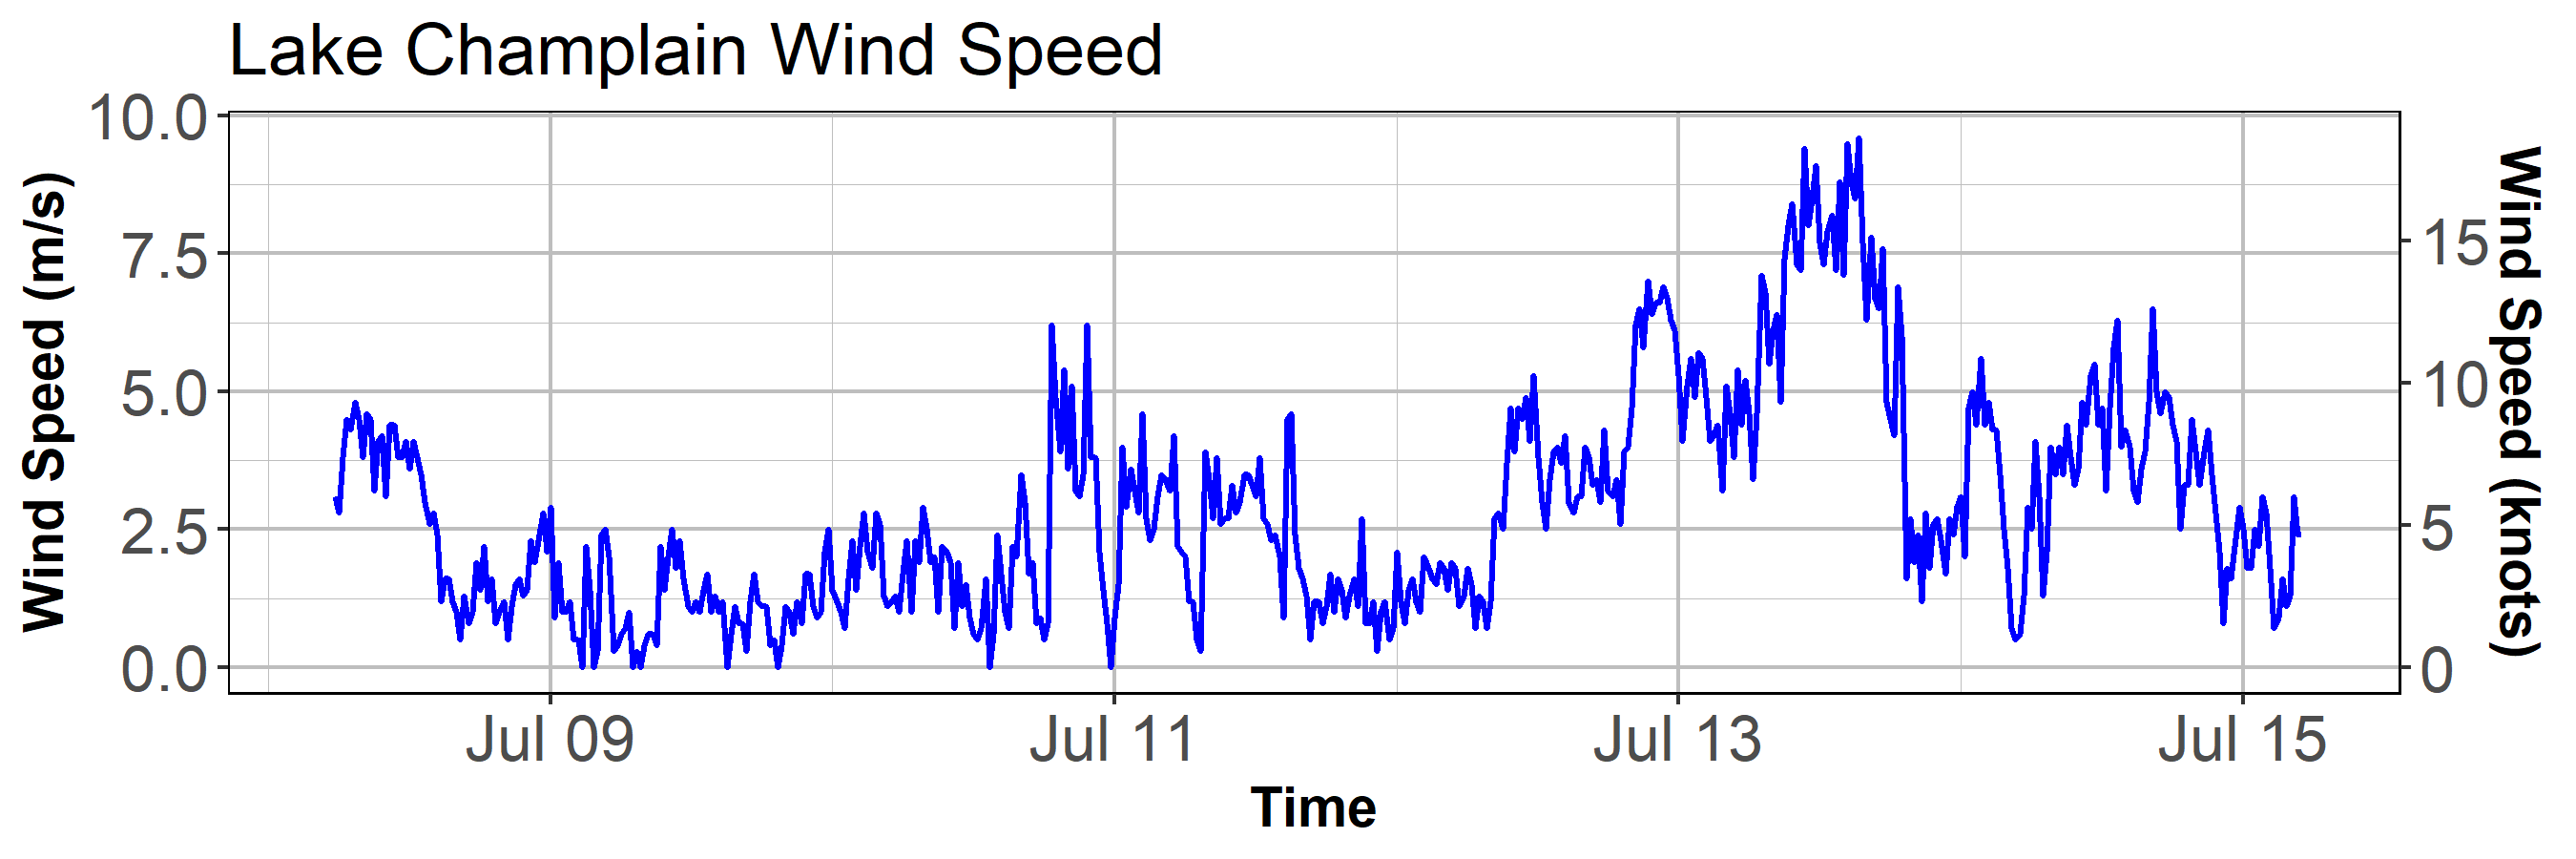 Lake Champlain Wind Speed
Wind Speed (m/s)
10.0
7.5
5.0
2.5
0.0
Wind Speed (knots)
15
10
5
0
Jul 09 Jul 11 Jul 13 Jul 15
Time